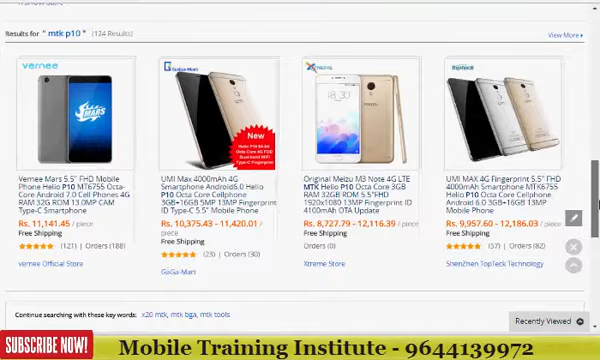 Results for " mtk p10 " (124 Results)
View More
vernee
GaGa-Mart
Xtreme
TopTeck
MARS
New
Vernee Mars 5.5" FHD Mobile
Phone Helio P10 MT6755 Octa-
Core Android 7.0 Cell Phones 4G
RAM 32G ROM 13.0MP CAM
Type-C Smartphone
Rs. 11,141.45 / piece
Free Shipping
(121) | Orders (188)
vernee Official Store
UMI Max 4000mAh 4G
Smartphone Android6.0 Helio
P10 Octa Core Cellphone
3GB+16GB 5MP 13MP Fingerprint
ID Type-C 5.5" Mobile Phone
Rs. 10,375.43 - 11,420.01 /
piece
Free Shipping
(23) | Orders (30)
GaGa-Mart
Original Meizu M3 Note 4G LTE
MTK Helio P10 Octa Core 3GB
RAM 32GB ROM 5.5"FHD
1920x1080 13MP Fingerprint ID
4100mAh OTA Update
Rs. 8,727.79 - 12,116.39 / piece
Free Shipping
Orders (0)
Xtreme Store
UMI MAX 4G Fingerprint 5.5" FHD
4000mAh Smartphone MTK6755
Helio P10 Octa Core Cellphone
Android 6.0 3GB+16GB 13MP
Mobile Phone
Rs. 9,957.60 - 12,186.03 / piece
Free Shipping
(57) | Orders (82)
ShenZhen TopTeck Technology
Continue searching with these key words: x20 mtk, mtk bga, mtk tools
Recently Viewed
SUBSCRIBE NOW!
Mobile Training Institute - 9644139972